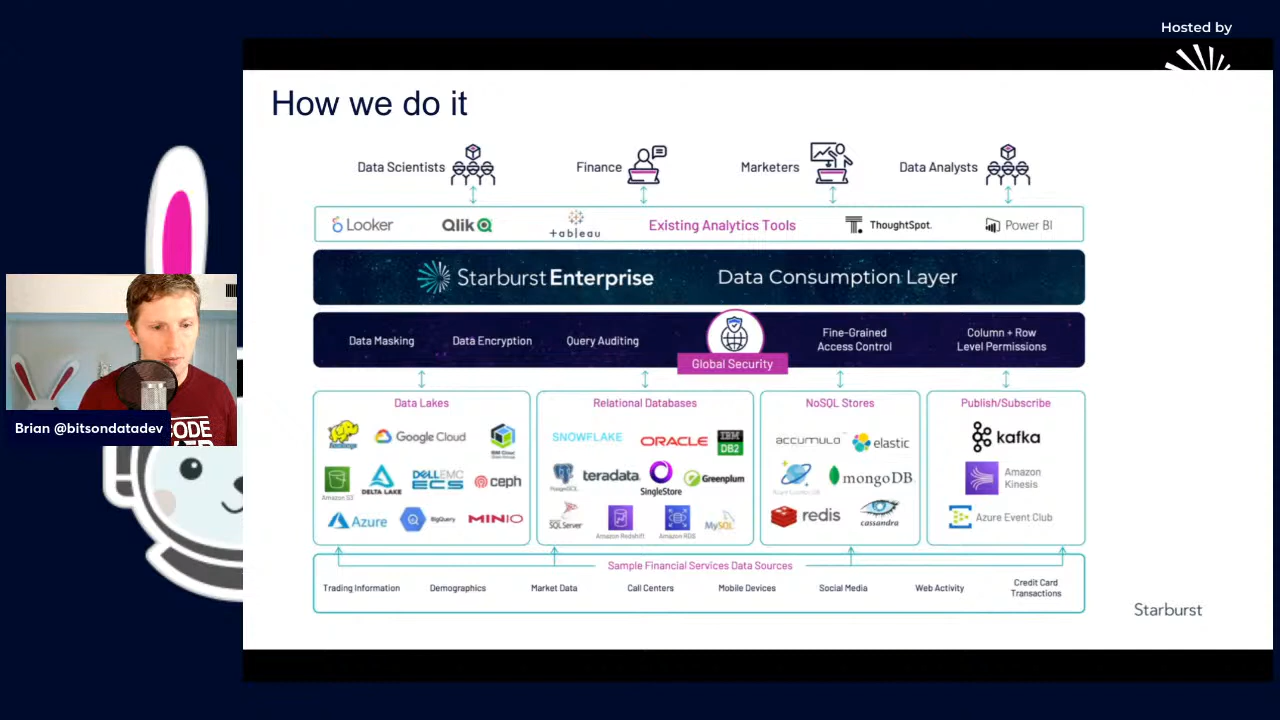 Hosted by
How we do it
Data Scientists
Finance
Marketers
Data Analysts
Looker
Qlik
+ableau
Existing Analytics Tools
ThoughtSpot.
Power BI
Starburst Enterprise
Data Consumption Layer
Data Masking
Data Encryption
Query Auditing
Global Security
Fine-Grained
Access Control
Column + Row
Level Permissions
Data Lakes
Google Cloud
Amazon S3
DELTA LAKE
DELL EMC
ECS
ceph
Azure
BigQuery
MINIO
Relational Databases
SNOWFLAKE
ORACLE
IBM
DB2
PostgreSQL
teradata.
SingleStore
Greenplum
SQL Server
Amazon Redshift
Amazon RDS
MySQL
NoSQL Stores
accumulo
elastic
mongoDB
redis
cassandra
Publish/Subscribe
kafka
Amazon
Kinesis
Azure Event Club
Sample Financial Services Data Sources
Trading Information
Demographics
Market Data
Call Centers
Mobile Devices
Social Media
Web Activity
Credit Card
Transactions
Starburst
Brian @bitsondatadev